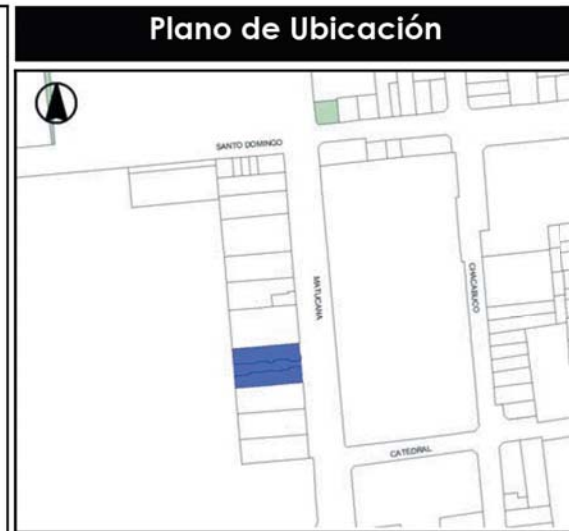 Plano de Ubicación
SANTO DOMINGO
MATUCANA
CHACABUCO
CATEDRAL